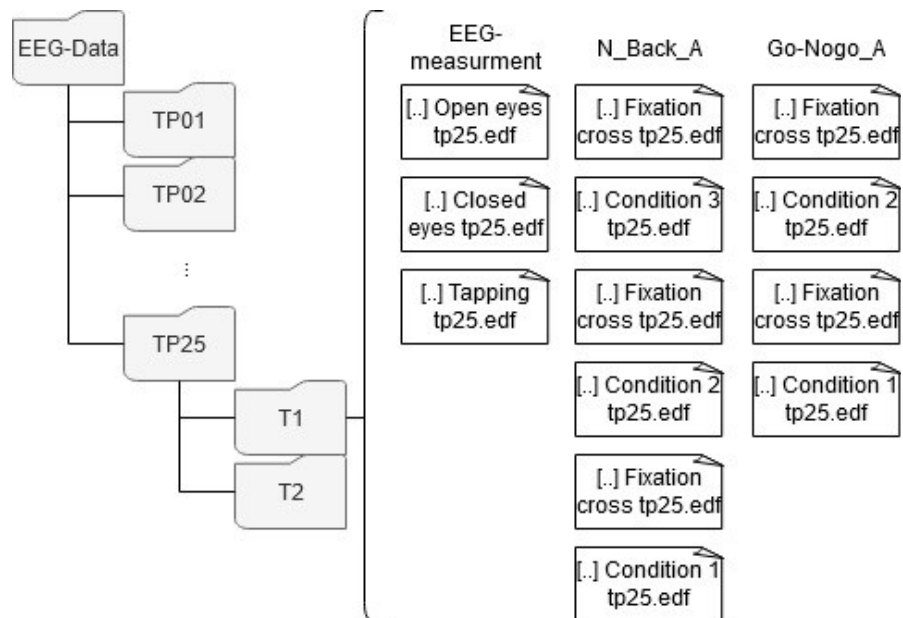 EEG-Data
TP01
TP02
...
TP25
T1
T2
EEG-
measurment
[..] Open eyes
tp25.edf
[..] Closed
eyes tp25.edf
[..] Tapping
tp25.edf
N_Back_A
[..] Fixation
cross tp25.edf
[..] Condition 3
tp25.edf
[..] Fixation
cross tp25.edf
[..] Condition 2
tp25.edf
[..] Fixation
cross tp25.edf
[..] Condition 1
tp25.edf
Go-Nogo_A
[..] Fixation
cross tp25.edf
[..] Condition 2
tp25.edf
[..] Fixation
cross tp25.edf
[..] Condition 1
tp25.edf